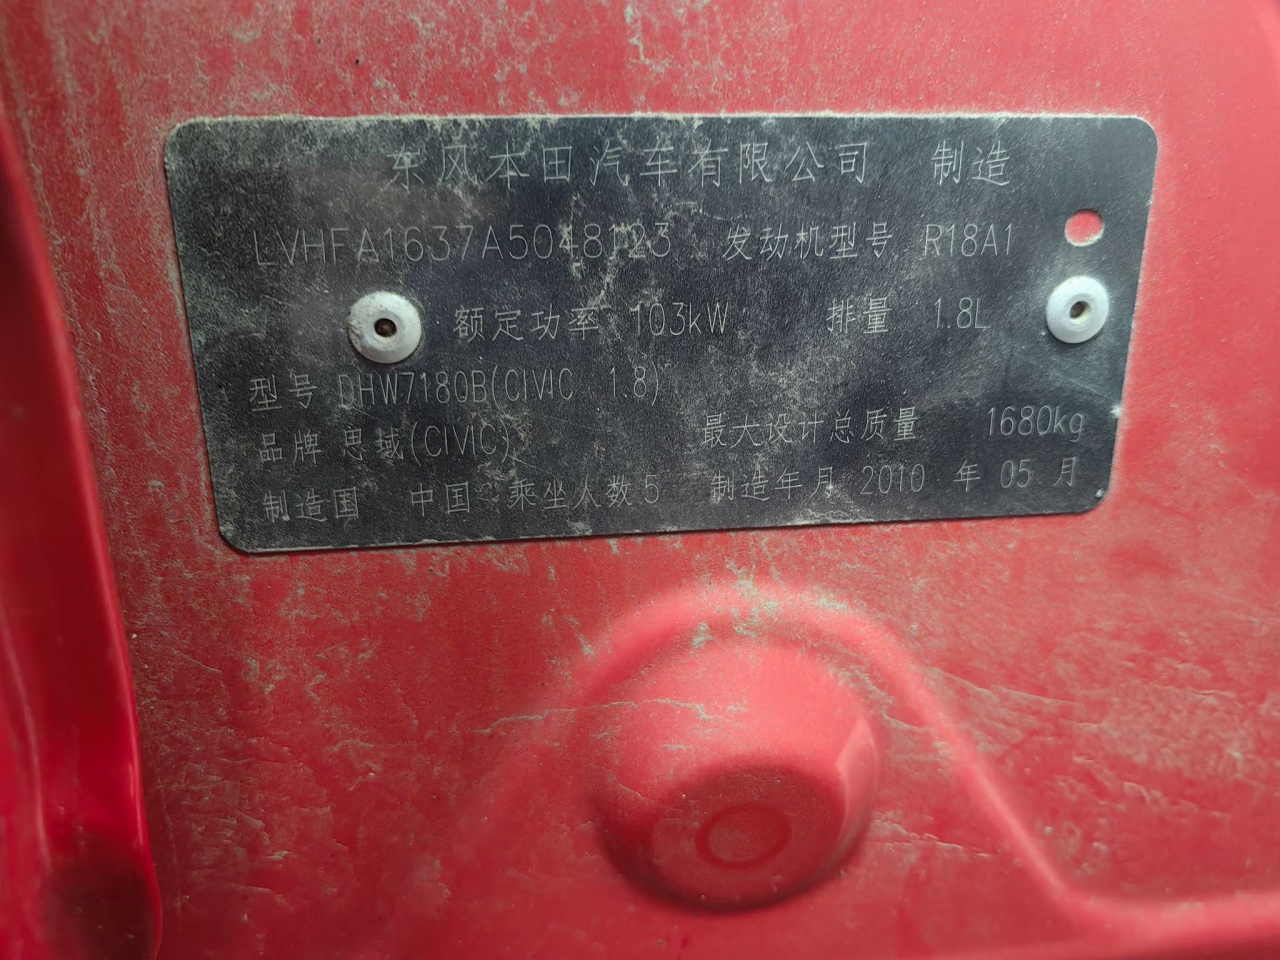 东风本田汽车有限公司 制造
LVHFA1637A5048123 发动机型号 R18A1
额定功率 103kW 排量 1.8L
型号 DHW7180B(CIVIC 1.8)
品牌 思域(CIVIC) 最大设计总质量 1680kg
制造国 中国 乘坐人数 5 制造年月 2010 年 05 月